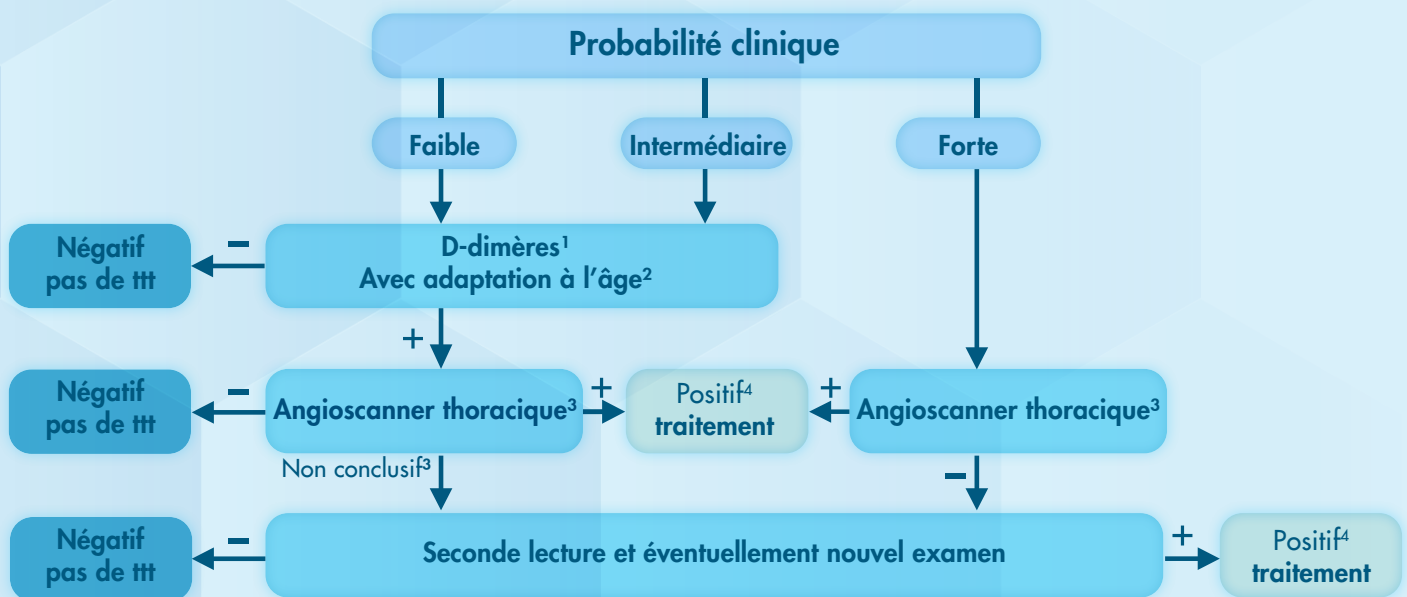 Probabilité clinique
Faible
Intermédiaire
Forte
Négatif
pas de ttt
−
D-dimères¹
Avec adaptation à l'âge²
+
Négatif
pas de ttt
−
Angioscanner thoracique³
+
Positif⁴
traitement
+
Angioscanner thoracique³
Non conclusif³
−
Négatif
pas de ttt
−
Seconde lecture et éventuellement nouvel examen
+
Positif⁴
traitement